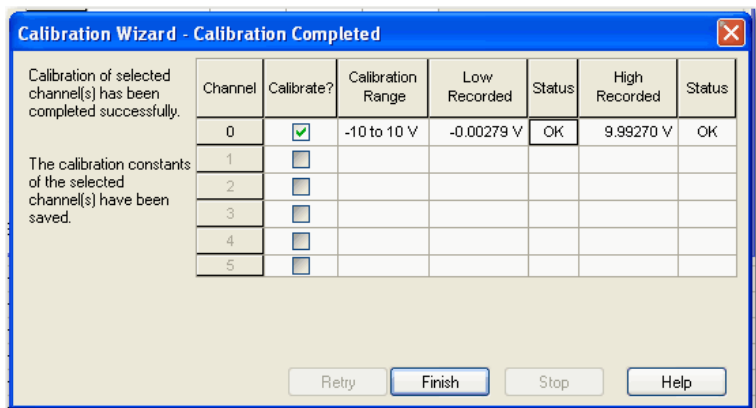 Calibration Wizard - Calibration Completed
Calibration of selected
channel(s) has been
completed successfully.
The calibration constants
of the selected
channel(s) have been
saved.
Channel Calibrate? Calibration Range Low Recorded Status High Recorded Status
0 -10 to 10 V -0.00279 V OK 9.99270 V OK
1
2
3
4
5
Retry Finish Stop Help